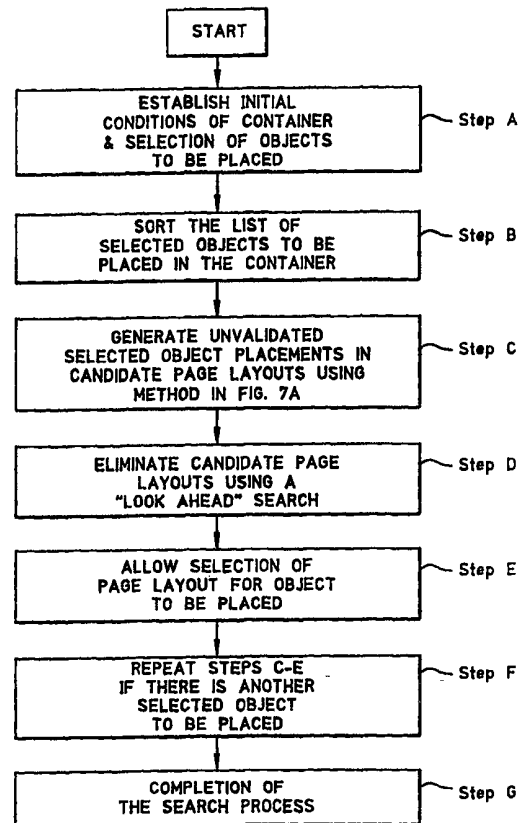 START
ESTABLISH INITIAL
CONDITIONS OF CONTAINER
& SELECTION OF OBJECTS
TO BE PLACED
Step A
SORT THE LIST OF
SELECTED OBJECTS TO BE
PLACED IN THE CONTAINER
Step B
GENERATE UNVALIDATED
SELECTED OBJECT PLACEMENTS IN
CANDIDATE PAGE LAYOUTS USING
METHOD IN FIG. 7A
Step C
ELIMINATE CANDIDATE PAGE
LAYOUTS USING A
"LOOK AHEAD" SEARCH
Step D
ALLOW SELECTION OF
PAGE LAYOUT FOR OBJECT
TO BE PLACED
Step E
REPEAT STEPS C-E
IF THERE IS ANOTHER
SELECTED OBJECT
TO BE PLACED
Step F
COMPLETION OF
THE SEARCH PROCESS
Step G